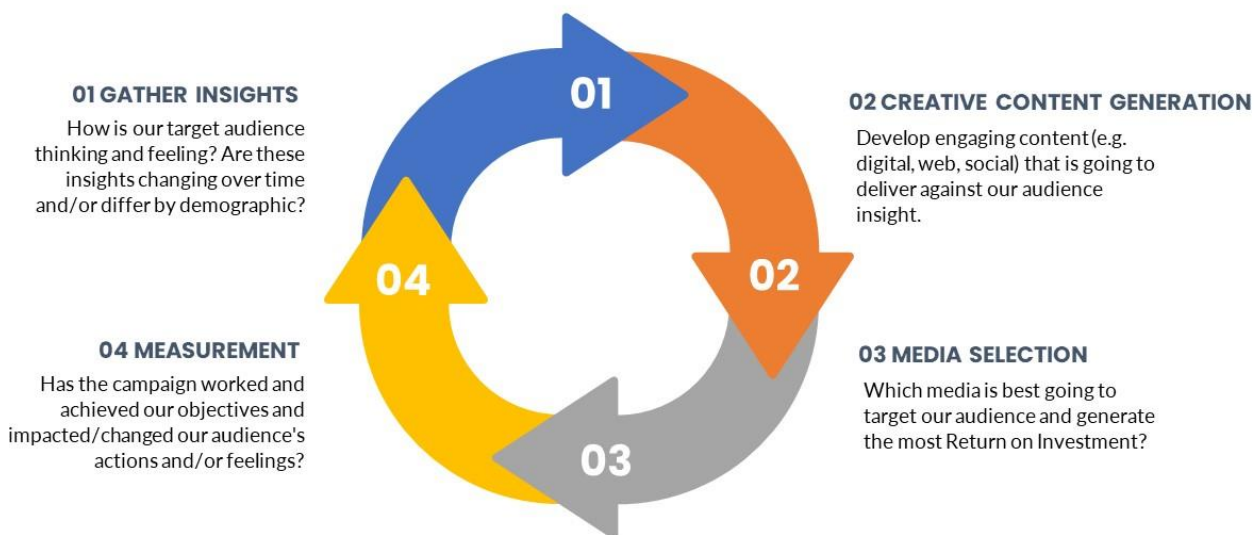 01 GATHER INSIGHTS
How is our target audience
thinking and feeling? Are these
insights changing over time
and/or differ by demographic?
01
02 CREATIVE CONTENT GENERATION
Develop engaging content (e.g.
digital, web, social) that is going to
deliver against our audience
insight.
02
03 MEDIA SELECTION
Which media is best going to
target our audience and generate
the most Return on Investment?
03
04 MEASUREMENT
Has the campaign worked and
achieved our objectives and
impacted/changed our audience's
actions and/or feelings?
04